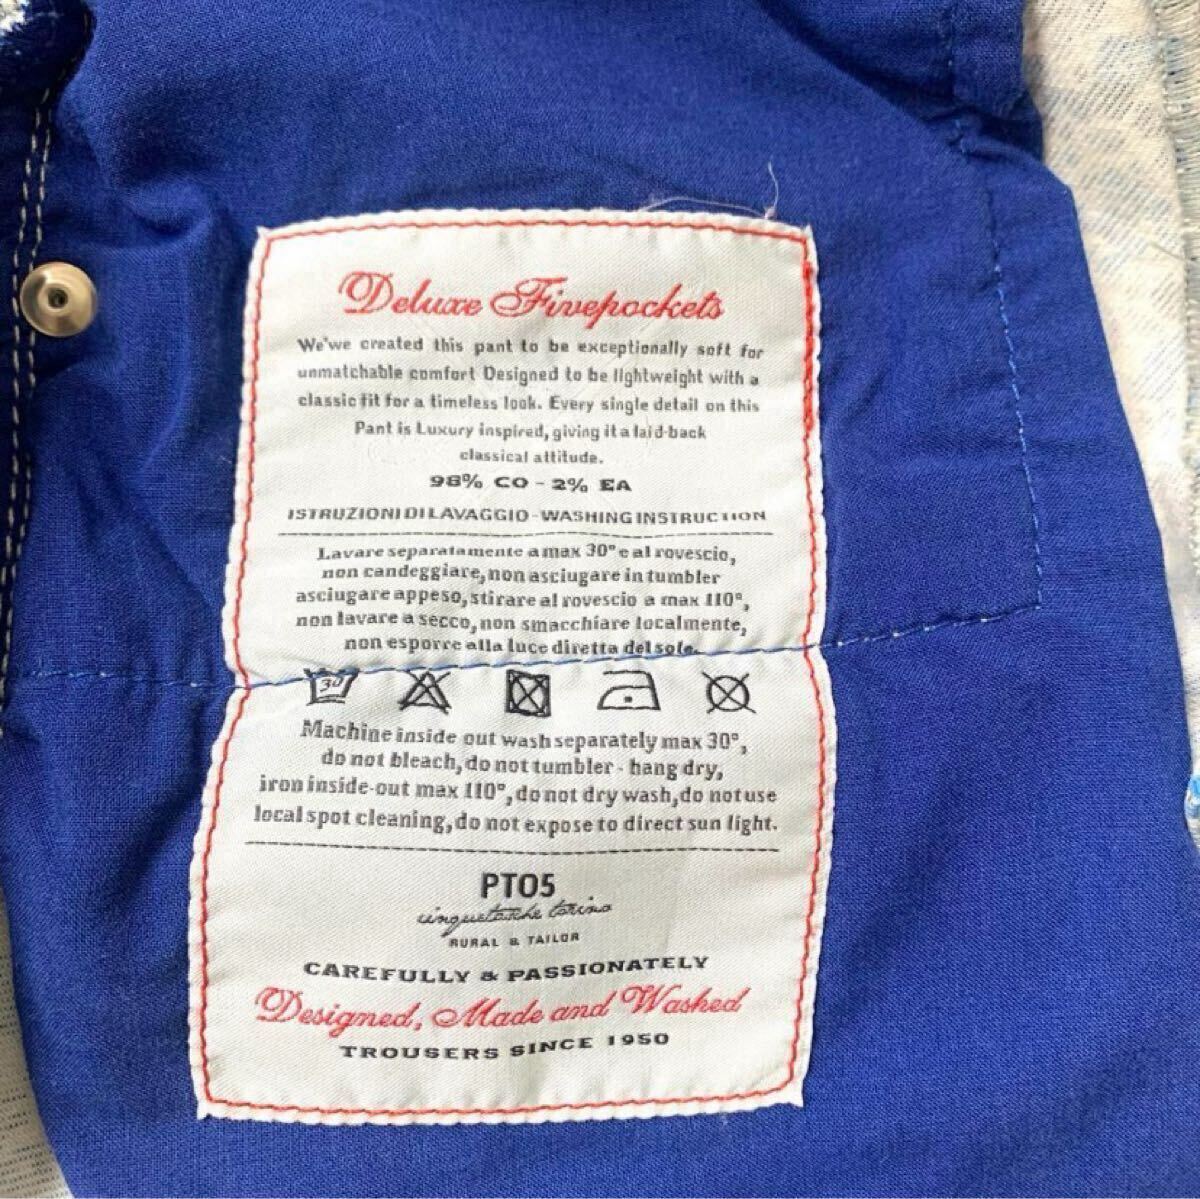 Deluxe Fivepockets
We'we created this pant to be exceptionally soft for
unmatchable comfort Designed to be lightweight with a
classic fit for a timeless look. Every single detail on this
Pant is Luxury inspired, giving it a laid-back
classical attitude.
98% CO - 2% EA
ISTRUZIONI DI LAVAGGIO - WASHING INSTRUCTION
Lavare separatamente a max 30° e al rovescio,
non candeggiare, non asciugare in tumbler
asciugare appeso, stirare al rovescio a max 110°,
non lavare a secco, non smacchiare localmente,
non esporre alla luce diretta del sole.
30°
Machine inside out wash separately max 30°,
do not bleach, do not tumbler - hang dry,
iron inside-out max 110°, do not dry wash, do not use
local spot cleaning, do not expose to direct sun light.
PT05
torino
RURAL & TAILOR
CAREFULLY & PASSIONATELY
Designed, Made and Washed
TROUSERS SINCE 1950